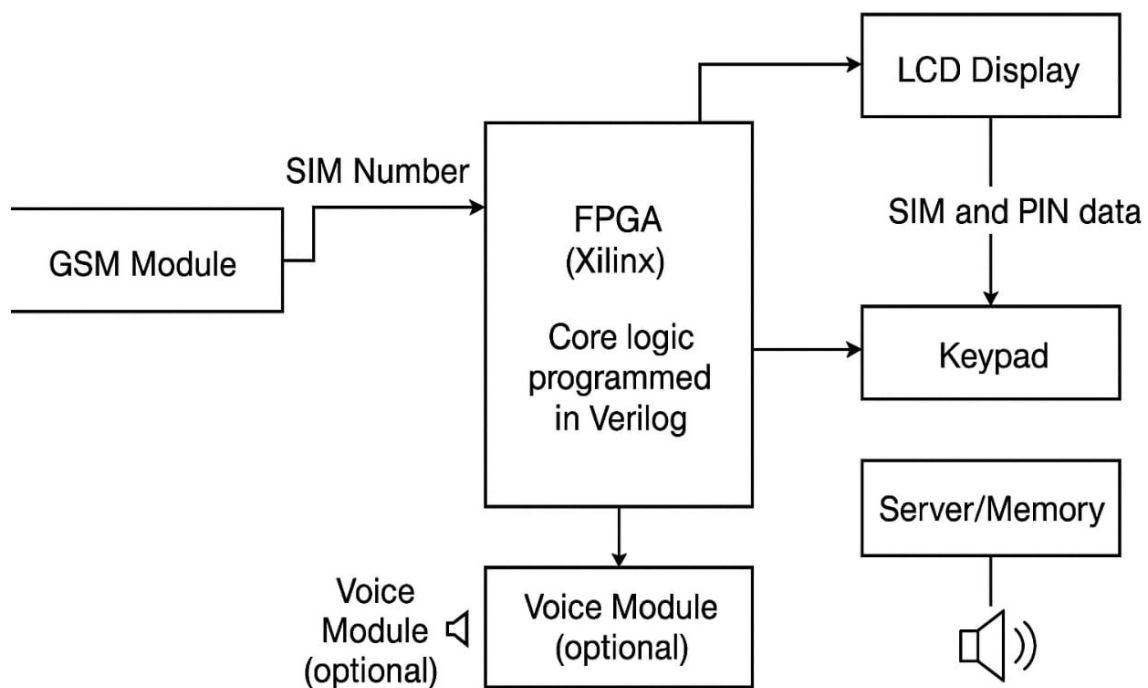 LCD Display
SIM Number
SIM and PIN data
GSM Module
FPGA
(Xilinx)
Core logic
programmed
in Verilog
Keypad
Server/Memory
Voice
Module
(optional)
Voice Module
(optional)